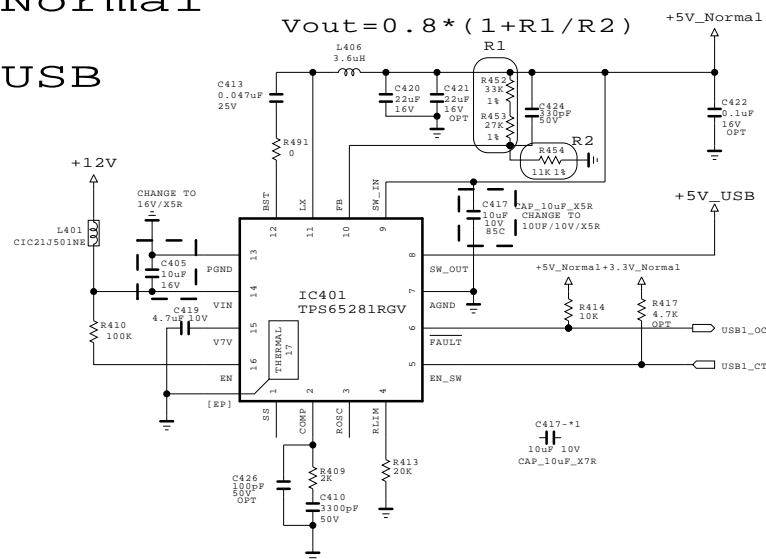 Normal
USB
Vout=0.8*(1+R1/R2)
+5V_Normal
R1
L406
3.6uH
C413
0.047uF
25V
C420
22uF
16V
C421
22uF
16V
OPT
R452
33K
1%
R453
27K
1%
C424
330pF
50V
C422
0.1uF
16V
OPT
R491
0
R2
R454
11K 1%
+12V
CHANGE TO
16V/X5R
L401
CIC21J501NE
C405
10uF
16V
C417
10uF
10V
85C
CAP_10uF_X5R
CHANGE TO
10UF/10V/X5R
+5V_USB
BST
LX
FB
SW_IN
12
11
10
9
13
PGND
14
VIN
15
V7V
16
EN
[EP]
8
SW_OUT
7
AGND
6
FAULT
5
EN_SW
IC401
TPS65281RGV
THERMAL
17
C419
4.7uF 10V
R410
100K
+5V_Normal
+3.3V_Normal
R414
10K
R417
4.7K
OPT
USB1_OC
USB1_CT
1
2
3
4
SS
COMP
ROSC
RLIM
C426
100pF
50V
OPT
R409
2K
C410
3300pF
50V
R413
20K
C417-*1
10uF 10V
CAP_10uF_X7R